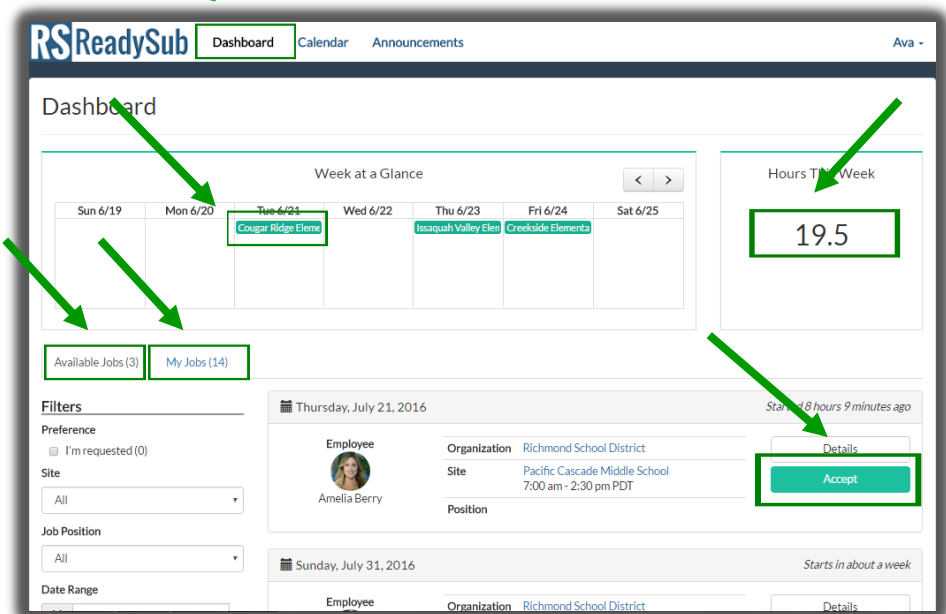 RS ReadySub Dashboard Calendar Announcements Ava
Dashboard
Week at a Glance
< >
Hours This Week
Sun 6/19 Mon 6/20 Tue 6/21 Wed 6/22 Thu 6/23 Fri 6/24 Sat 6/25
Cougar Ridge Eleme Issaquah Valley Elen Creekside Elementa
19.5
Available Jobs (3) My Jobs (14)
Filters
Preference
I'm requested (0)
Site
All
Job Position
All
Date Range
Thursday, July 21, 2016 Started 8 hours 9 minutes ago
Employee
Amelia Berry
Organization Richmond School District
Site Pacific Cascade Middle School
7:00 am - 2:30 pm PDT
Position
Details
Accept
Sunday, July 31, 2016 Starts in about a week
Employee
Organization Richmond School District
Details